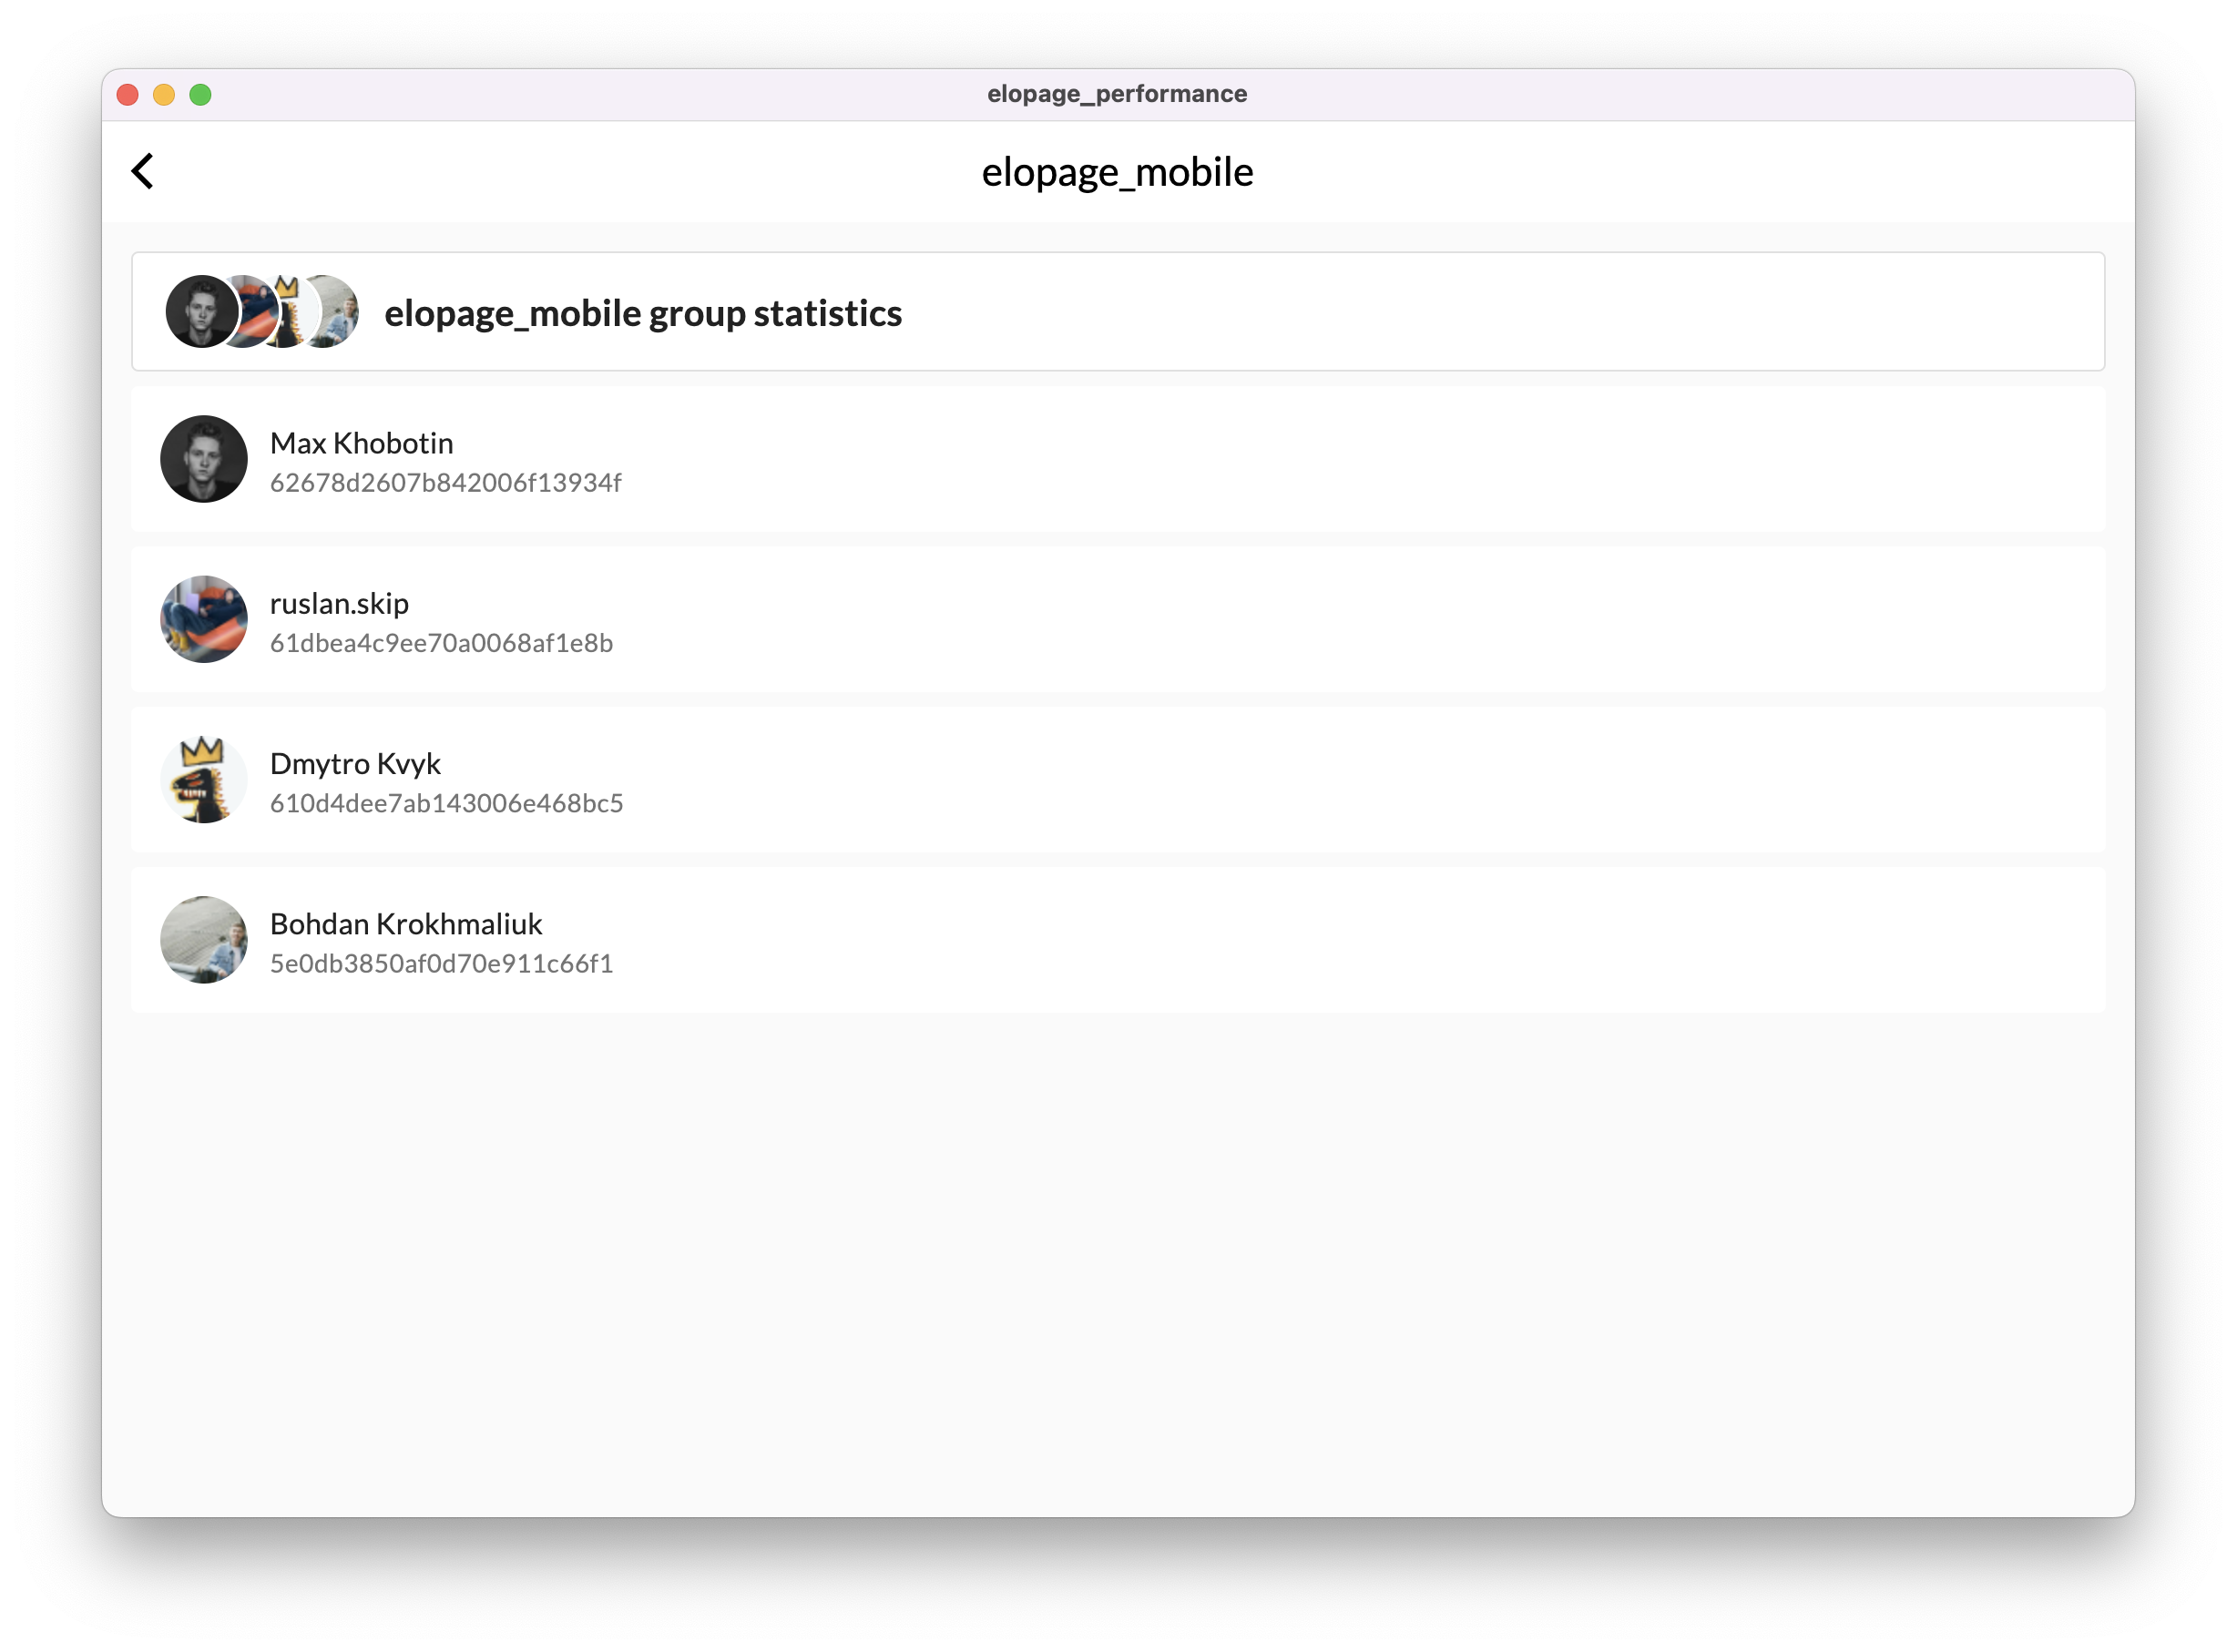 elopage_performance
elopage_mobile
elopage_mobile group statistics
Max Khobotin
62678d2607b842006f13934f
ruslan.skip
61dbea4c9ee70a0068af1e8b
Dmytro Kvyk
610d4dee7ab143006e468bc5
Bohdan Krokhmaliuk
5e0db3850af0d70e911c66f1